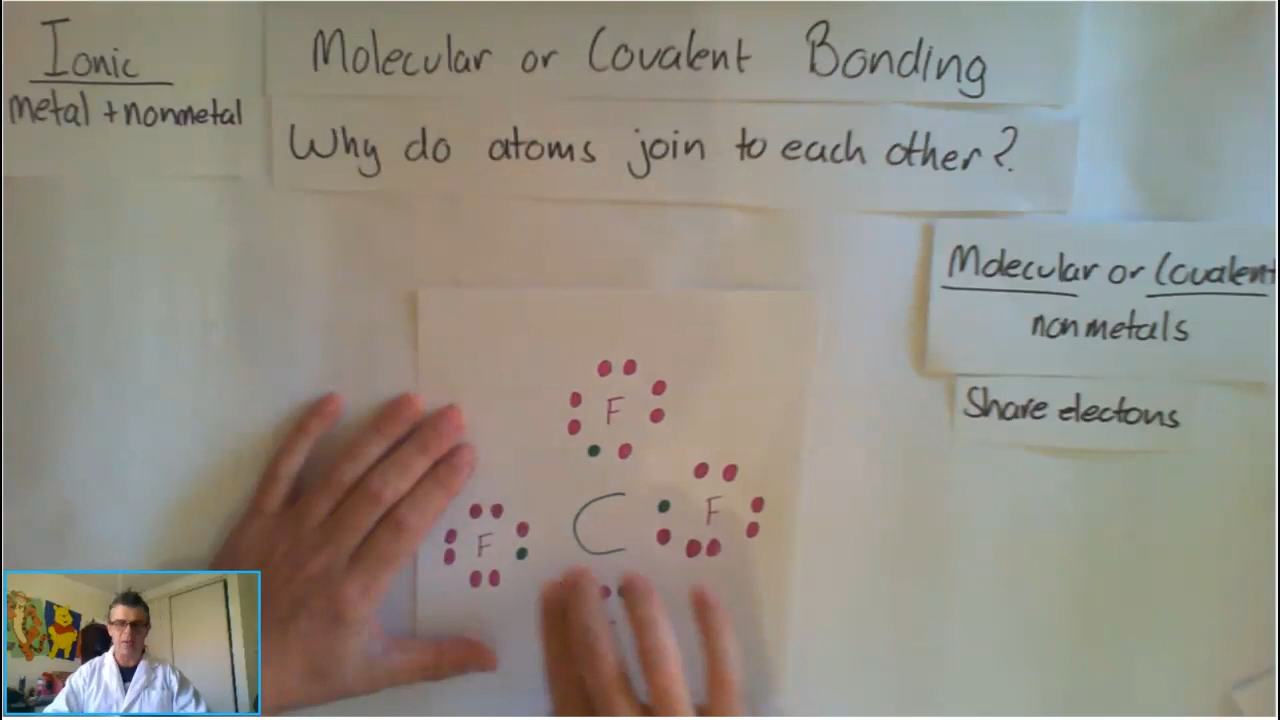 Ionic
metal + nonmetal
Molecular or Covalent Bonding
Why do atoms join to each other?
Molecular or Covalent
nonmetals
Share electons
F
F
C
F